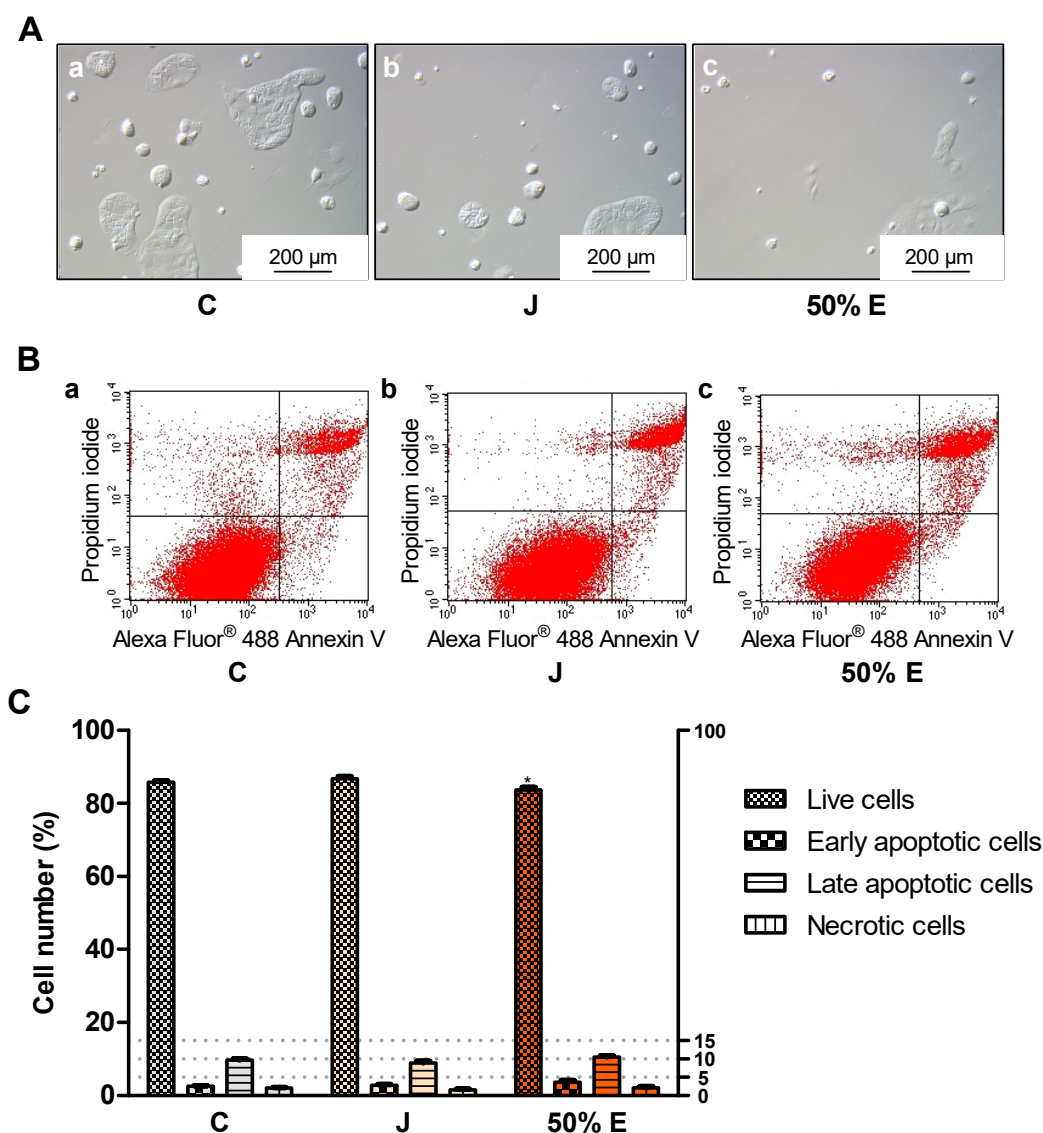 A
a b c
200 µm 200 µm 200 µm
C J 50% E
B
a b c
Propidium iodide Propidium iodide Propidium iodide
10⁴ 10³ 10² 10¹ 10⁰
10⁴ 10³ 10² 10¹ 10⁰
10⁴ 10³ 10² 10¹ 10⁰
10⁰ 10¹ 10² 10³ 10⁴ 10⁰ 10¹ 10² 10³ 10⁴ 10⁰ 10¹ 10² 10³ 10⁴
Alexa Fluor® 488 Annexin V Alexa Fluor® 488 Annexin V Alexa Fluor® 488 Annexin V
C J 50% E
C
Cell number (%)
100 100
80
60
40
20
0
15
10
5
0
*
C J 50% E
Live cells
Early apoptotic cells
Late apoptotic cells
Necrotic cells